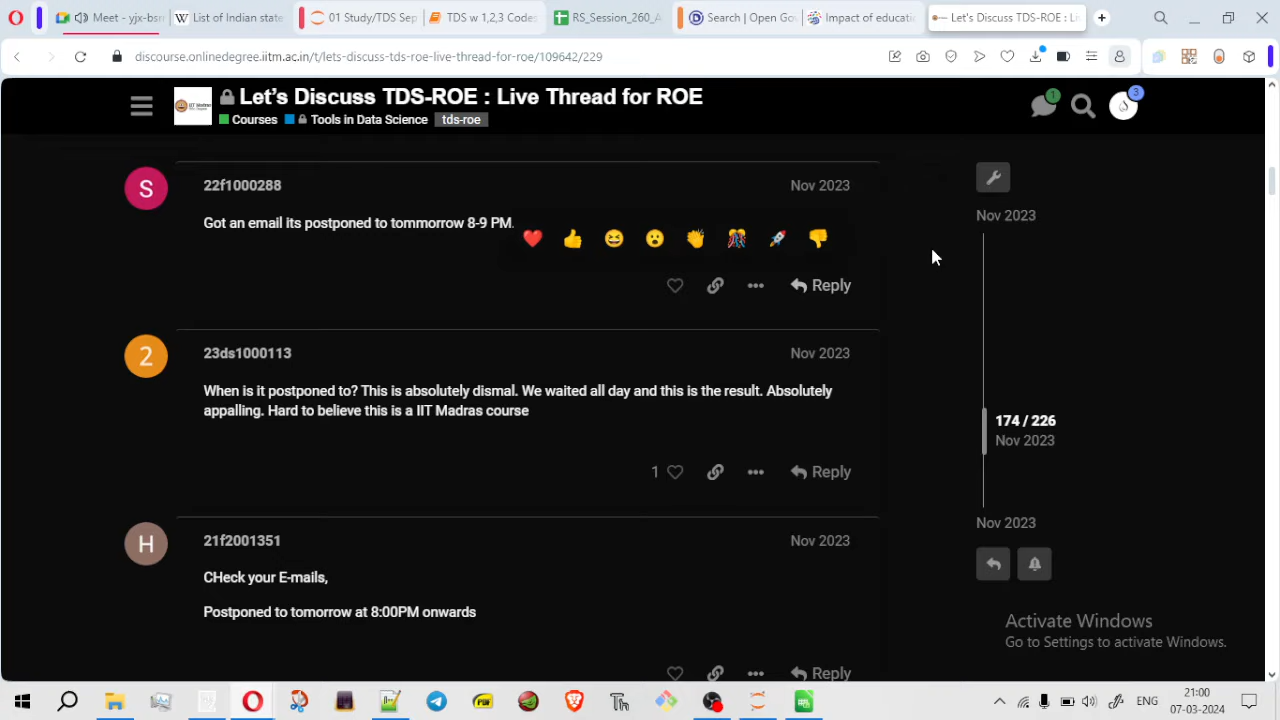 Meet - yjx-bsm
List of Indian state
01 Study/TDS Sep
TDS w 1,2,3 Codes
RS_Session_260_A
Search | Open Gov
Impact of educati
Let's Discuss TDS-ROE : Li
discourse.onlinedegree.iitm.ac.in/t/lets-discuss-tds-roe-live-thread-for-roe/109642/229
Let's Discuss TDS-ROE : Live Thread for ROE
Courses Tools in Data Science tds-roe
1
3
S
22f1000288 Nov 2023
Got an email its postponed to tommorrow 8-9 PM.
Reply
2
23ds1000113 Nov 2023
When is it postponed to? This is absolutely dismal. We waited all day and this is the result. Absolutely
appalling. Hard to believe this is a IIT Madras course
1 Reply
H
21f2001351 Nov 2023
CHeck your E-mails,
Postponed to tomorrow at 8:00PM onwards
Reply
Nov 2023
174 / 226
Nov 2023
Nov 2023
Activate Windows
Go to Settings to activate Windows.
ENG
21:00
07-03-2024